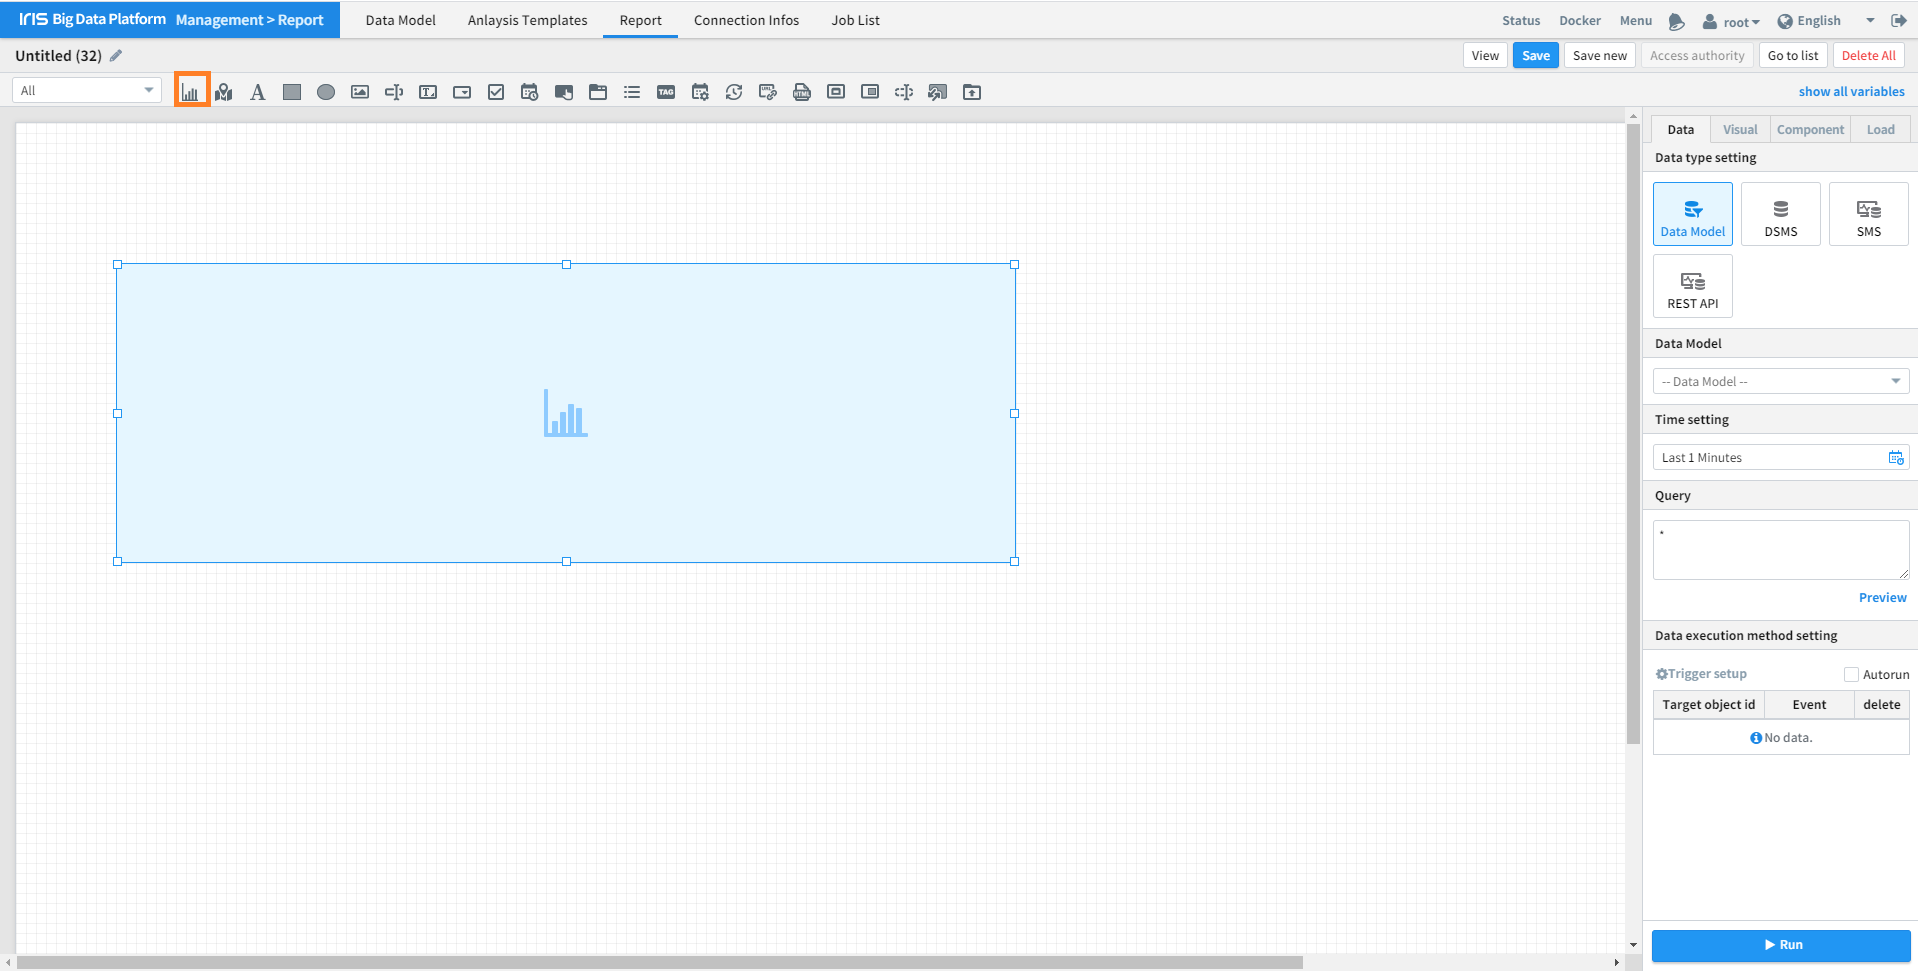 IRIS Big Data Platform Management > Report Data Model Anlaysis Templates Report Connection Infos Job List Status Docker Menu root English
Untitled (32) View Save Save new Access authority Go to list Delete All
All A T TAG URL HTML show all variables
Data Visual Component Load
Data type setting
Data Model DSMS SMS
REST API
Data Model
-- Data Model --
Time setting
Last 1 Minutes
Query
*
Preview
Data execution method setting
Trigger setup Autorun
Target object id Event delete
No data.
Run